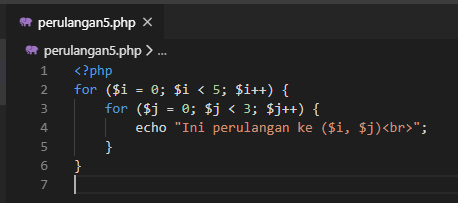 perulangan5.php ×
perulangan5.php > ...
1 <?php
2 for ($i = 0; $i < 5; $i++) {
3     for ($j = 0; $j < 3; $j++) {
4         echo "Ini perulangan ke ($i, $j)<br>";
5     }
6 }
7